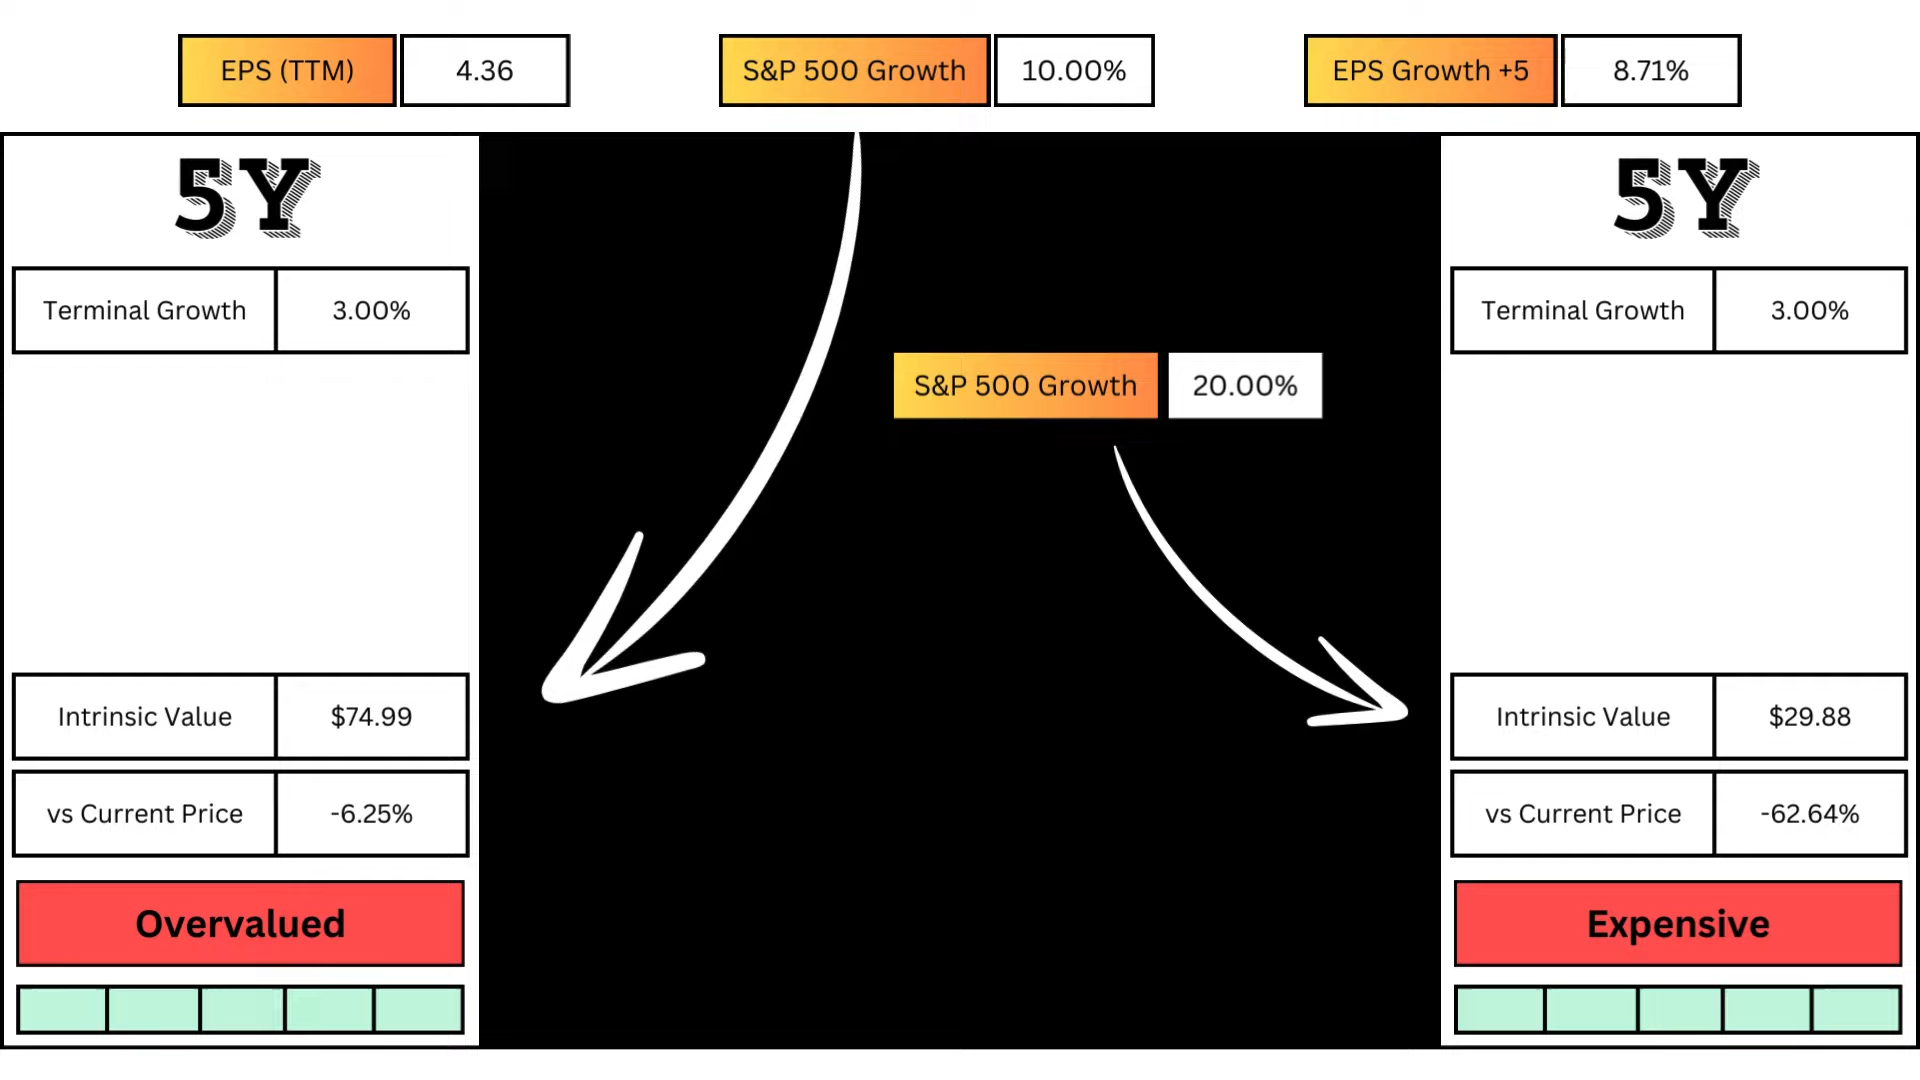 EPS (TTM) 4.36 S&P 500 Growth 10.00% EPS Growth +5 8.71%
5Y
Terminal Growth 3.00%
Intrinsic Value $74.99
vs Current Price -6.25%
Overvalued
S&P 500 Growth 20.00%
5Y
Terminal Growth 3.00%
Intrinsic Value $29.88
vs Current Price -62.64%
Expensive